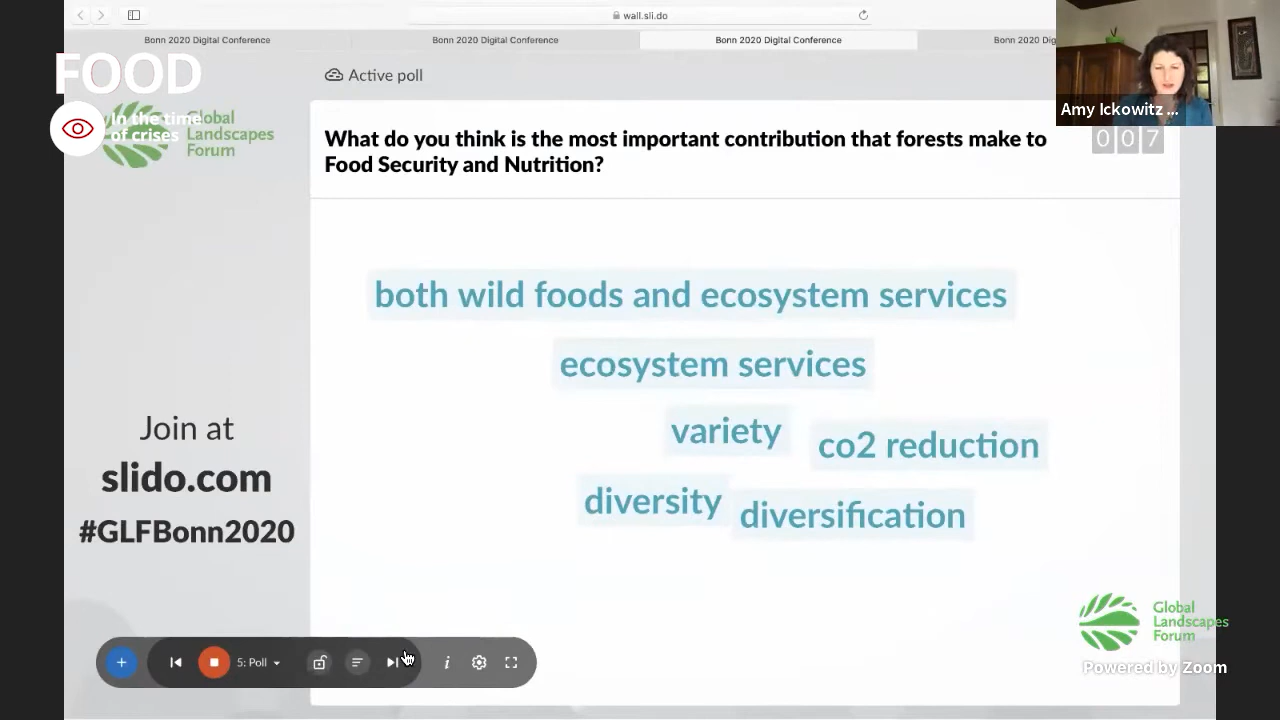 wall.sli.do
Bonn 2020 Digital Conference
Bonn 2020 Digital Conference
Bonn 2020 Digital Conference
Bonn 2020 Dig
FOOD
In the time
of crises
Global
Landscapes
Forum
Active poll
Amy Ickowitz ...
What do you think is the most important contribution that forests make to
Food Security and Nutrition?
007
both wild foods and ecosystem services
ecosystem services
variety
co2 reduction
diversity
diversification
Join at
slido.com
#GLFBonn2020
5: Poll
i
Global
Landscapes
Forum
Powered by Zoom